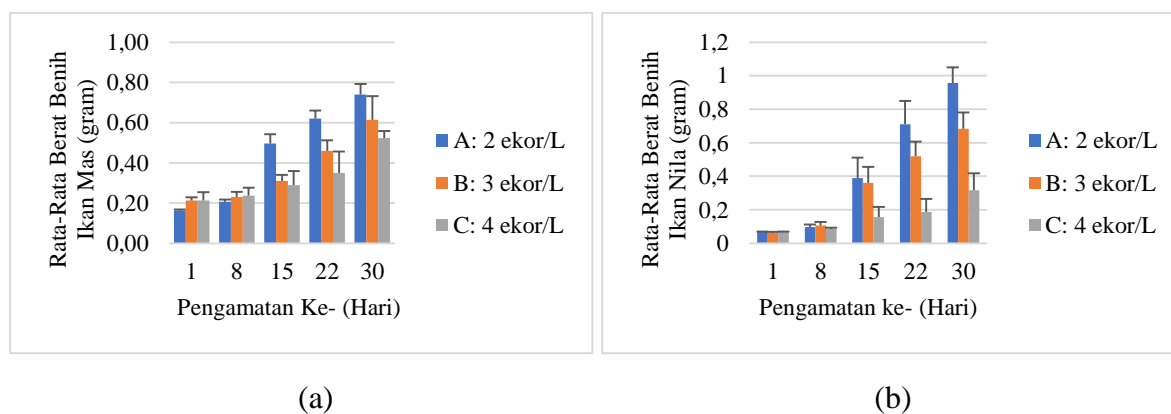 Rata-Rata Berat Benih
Ikan Mas (gram)
1,00
0,80
0,60
0,40
0,20
0,00
1 8 15 22 30
Pengamatan Ke- (Hari)
A: 2 ekor/L
B: 3 ekor/L
C: 4 ekor/L
(a)
Rata-Rata Berat Benih
Ikan Nila (gram)
1,2
1
0,8
0,6
0,4
0,2
0
1 8 15 22 30
Pengamatan ke- (Hari)
A: 2 ekor/L
B: 3 ekor/L
C: 4 ekor/L
(b)